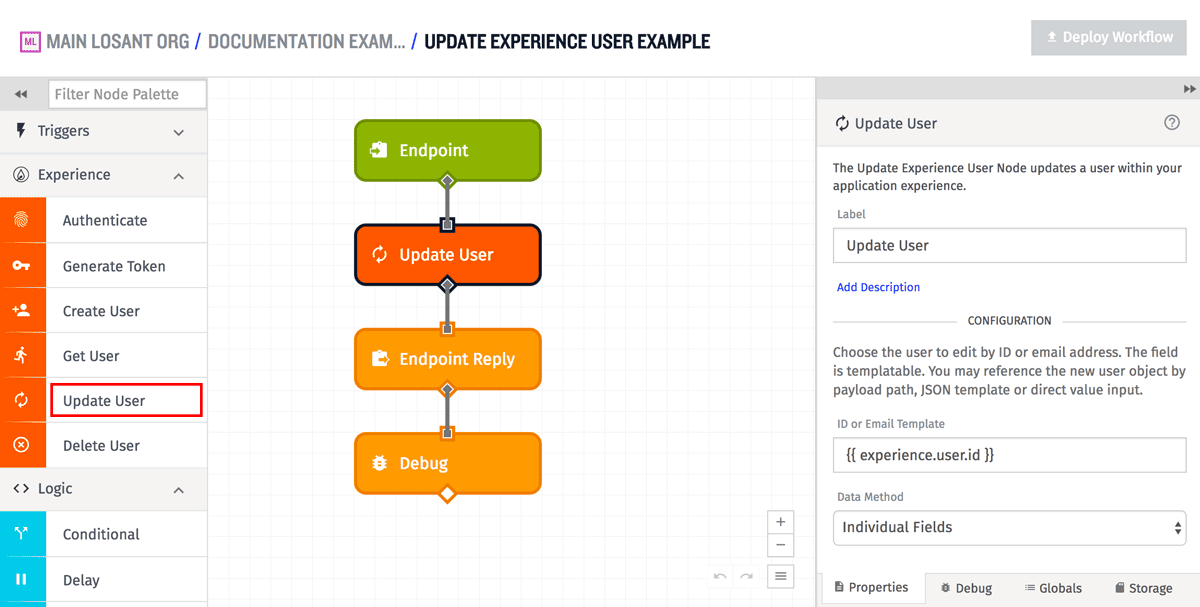 ML MAIN LOSANT ORG / DOCUMENTATION EXAM... / UPDATE EXPERIENCE USER EXAMPLE
Deploy Workflow
Filter Node Palette
Triggers
Experience
Authenticate
Generate Token
Create User
Get User
Update User
Delete User
Logic
Conditional
Delay
Endpoint
Update User
Endpoint Reply
Debug
Update User
The Update Experience User Node updates a user within your
application experience.
Label
Update User
Add Description
CONFIGURATION
Choose the user to edit by ID or email address. The field
is templatable. You may reference the new user object by
payload path, JSON template or direct value input.
ID or Email Template
{{ experience.user.id }}
Data Method
Individual Fields
Properties Debug Globals Storage